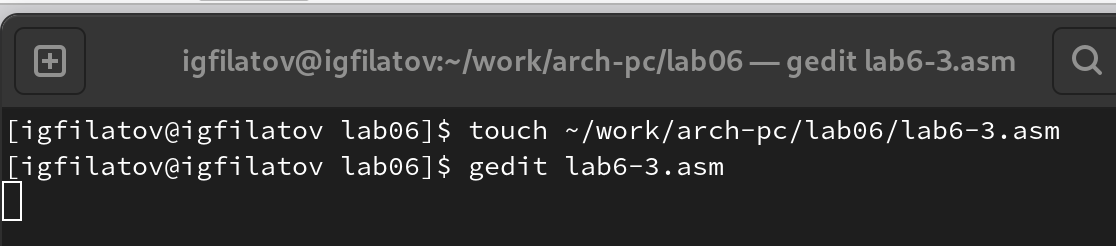 igfilatov@igfilatov:~/work/arch-pc/lab06 — gedit lab6-3.asm
[igfilatov@igfilatov lab06]$ touch ~/work/arch-pc/lab06/lab6-3.asm
[igfilatov@igfilatov lab06]$ gedit lab6-3.asm